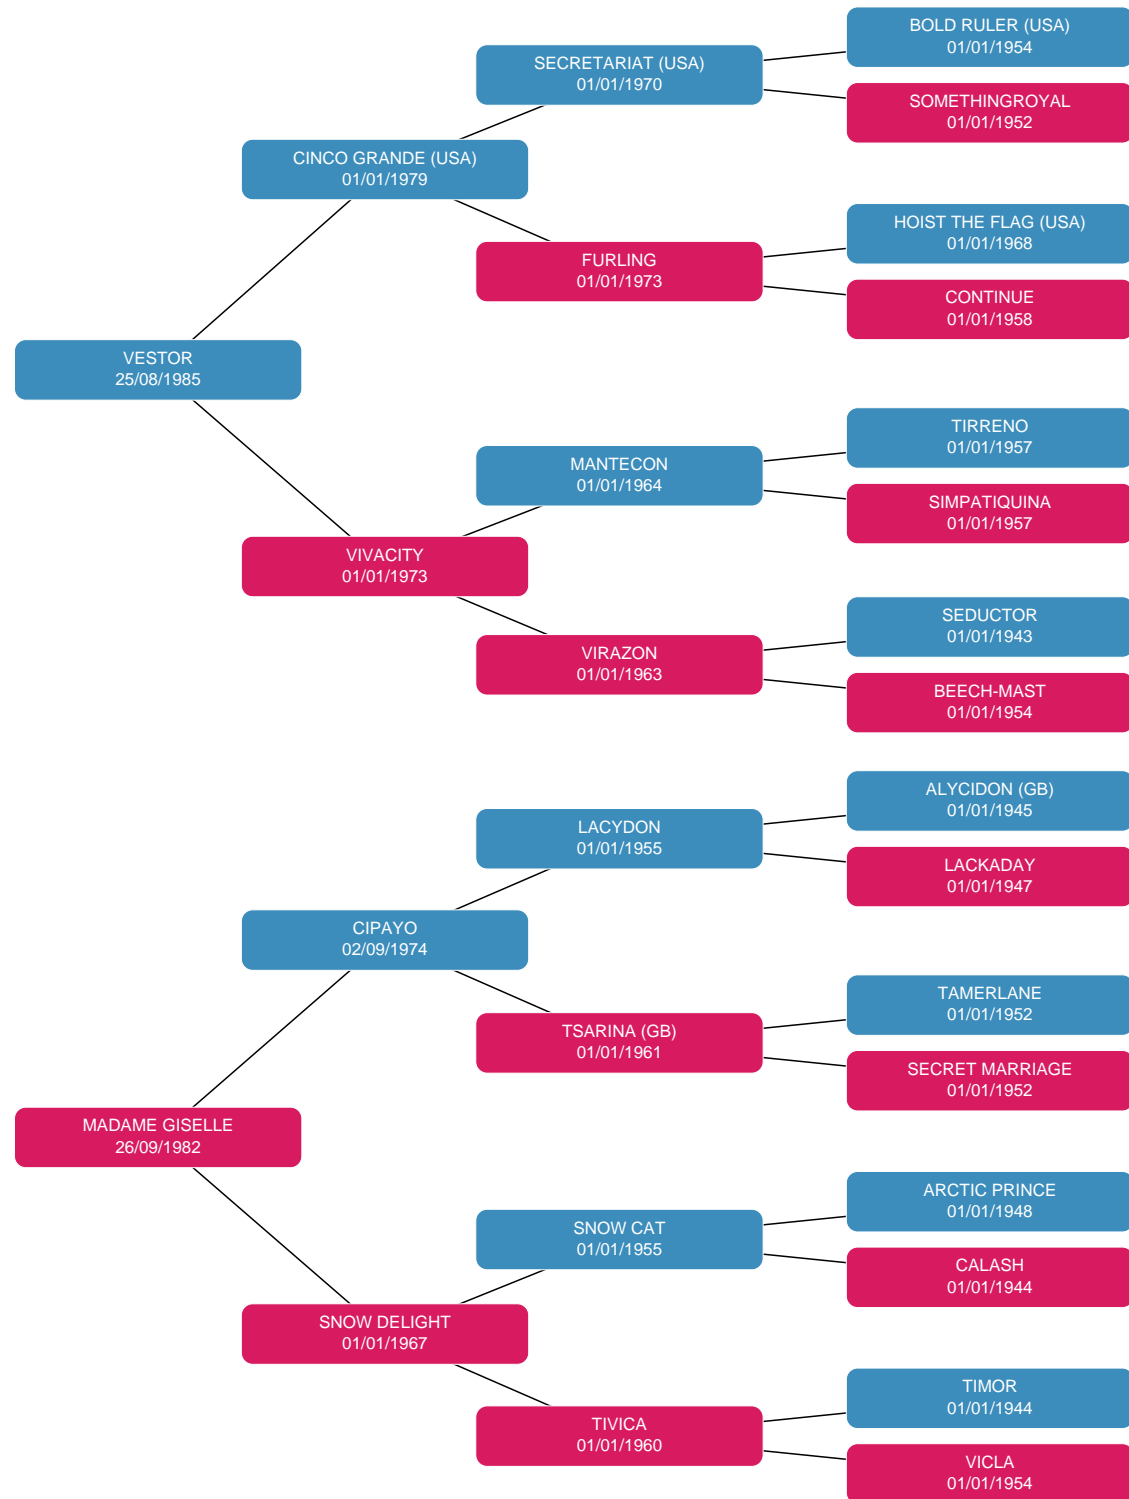 BOLD RULER (USA)
01/01/1954
SECRETARIAT (USA)
01/01/1970
SOMETHINGROYAL
01/01/1952
CINCO GRANDE (USA)
01/01/1979
HOIST THE FLAG (USA)
01/01/1968
FURLING
01/01/1973
CONTINUE
01/01/1958
VESTOR
25/08/1985
TIRRENO
01/01/1957
MANTECON
01/01/1964
SIMPATIQUINA
01/01/1957
VIVACITY
01/01/1973
SEDUCTOR
01/01/1943
VIRAZON
01/01/1963
BEECH-MAST
01/01/1954
ALYCIDON (GB)
01/01/1945
LACYDON
01/01/1955
LACKADAY
01/01/1947
CIPAYO
02/09/1974
TAMERLANE
01/01/1952
TSARINA (GB)
01/01/1961
SECRET MARRIAGE
01/01/1952
MADAME GISELLE
26/09/1982
ARCTIC PRINCE
01/01/1948
SNOW CAT
01/01/1955
CALASH
01/01/1944
SNOW DELIGHT
01/01/1967
TIMOR
01/01/1944
TIVICA
01/01/1960
VICLA
01/01/1954